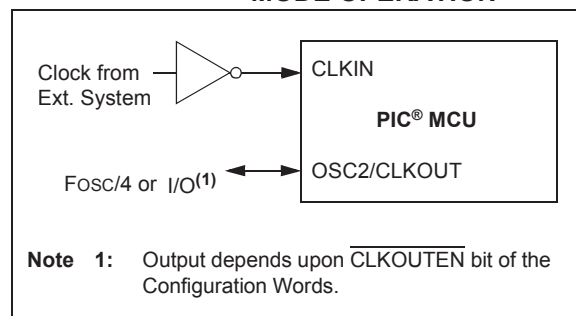 MODE OPERATION
Clock from
Ext. System
CLKIN
PIC® MCU
FOSC/4 or I/O(1)
OSC2/CLKOUT
Note 1: Output depends upon CLKOUTEN bit of the
Configuration Words.